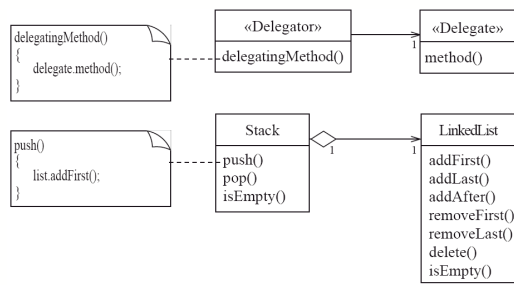 delegatingMethod()
{
delegate.method();
}
«Delegator»
delegatingMethod()
1
«Delegate»
method()
push()
{
list.addFirst();
}
Stack
push()
pop()
isEmpty()
1
1
LinkedList
addFirst()
addLast()
addAfter()
removeFirst()
removeLast()
delete()
isEmpty()